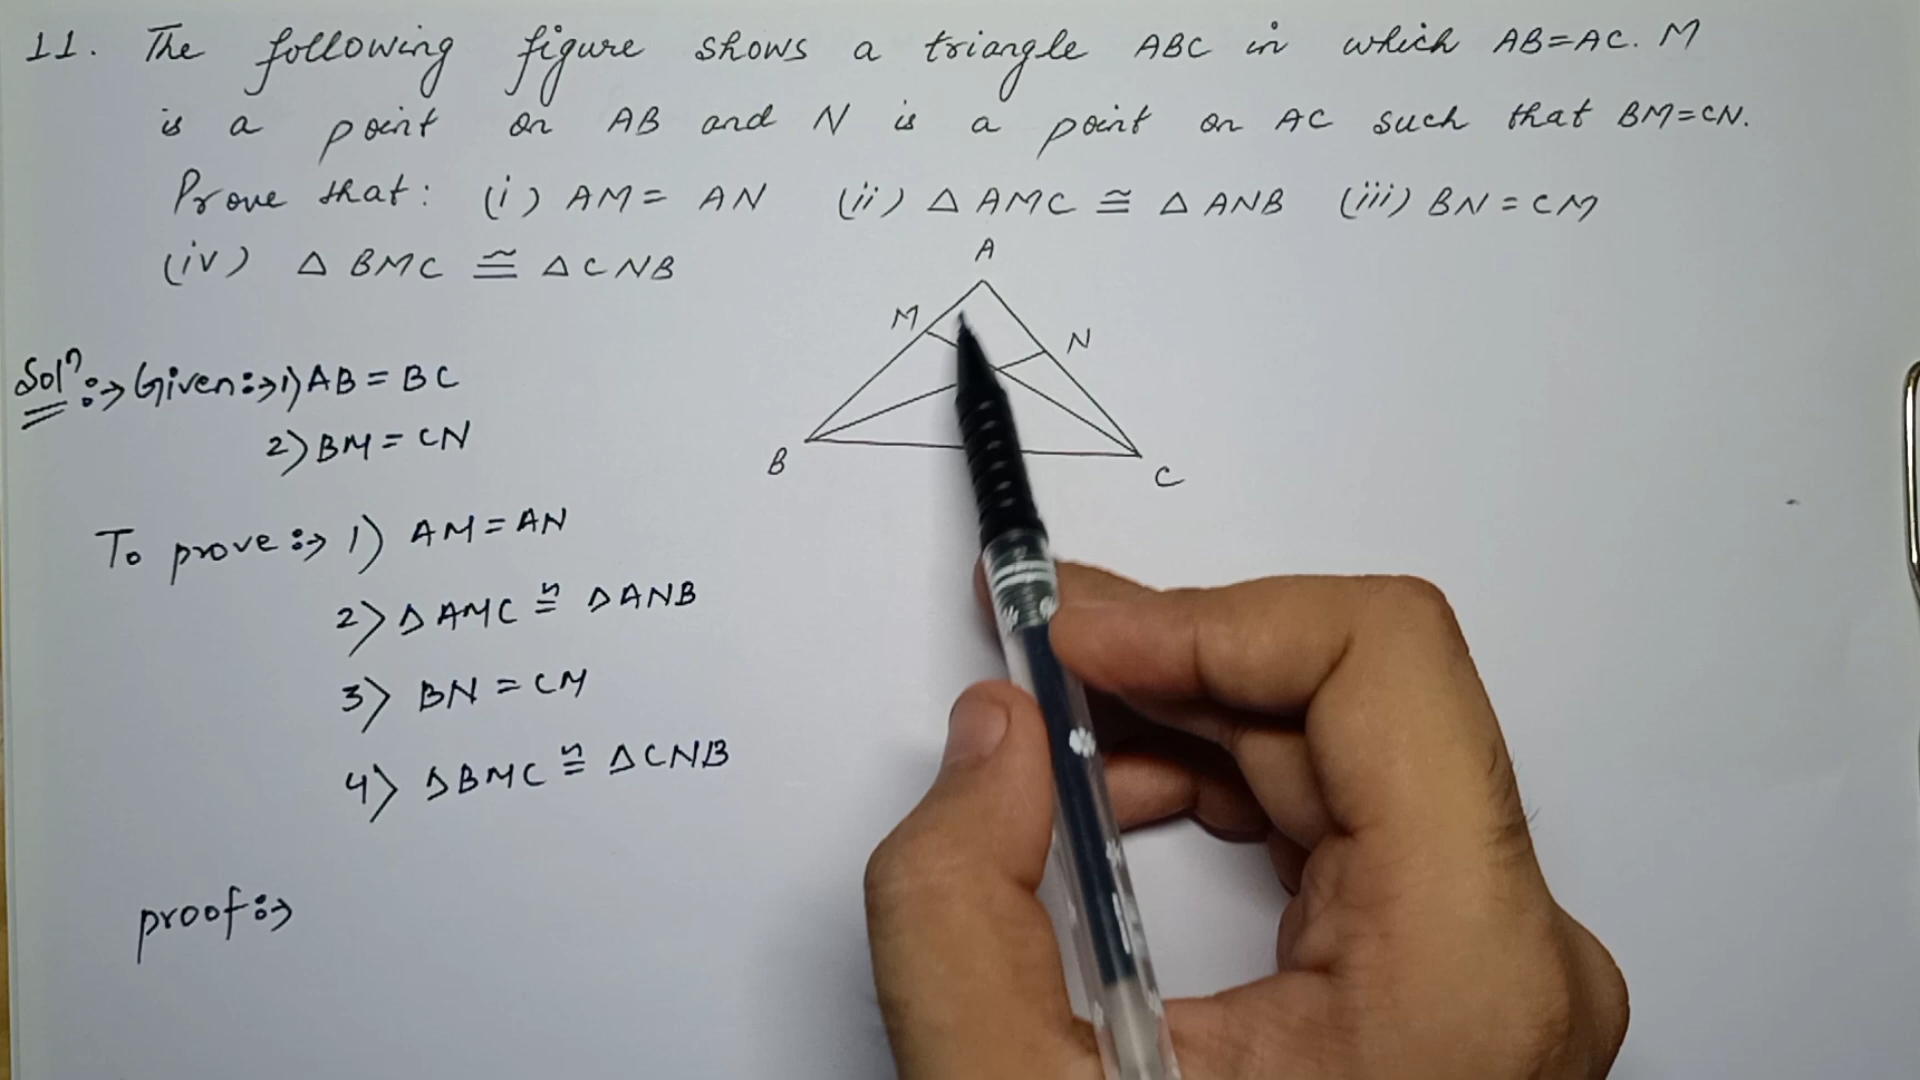 11. The following figure shows a triangle ABC in which AB=AC. M
is a point on AB and N is a point on AC such that BM=CN.
Prove that: (i) AM = AN (ii) △ AMC ≅ △ ANB (iii) BN = CM
(iv) △ BMC ≅ △ CNB
A
M
N
B
C
Solⁿ:→ Given:→ 1) AB = BC
2) BM = CN
To prove:→ 1) AM = AN
2) △ AMC ≅ △ ANB
3) BN = CM
4) △ BMC ≅ △ CNB
proof:→